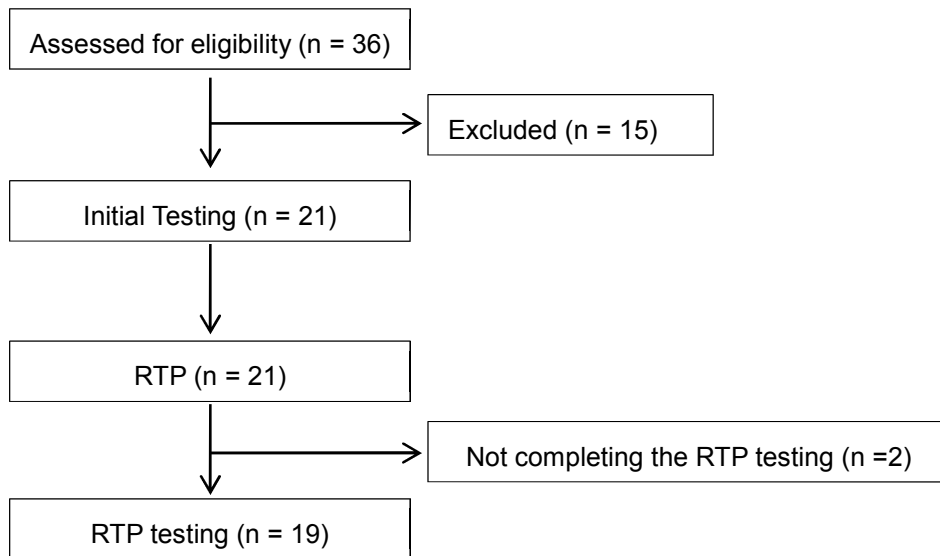 Assessed for eligibility (n = 36)
Excluded (n = 15)
Initial Testing (n = 21)
RTP (n = 21)
Not completing the RTP testing (n =2)
RTP testing (n = 19)